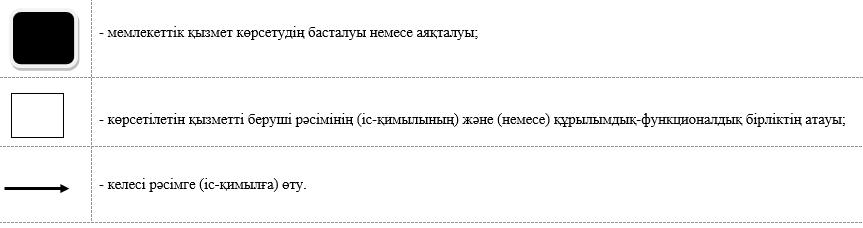 - мемлекеттік қызмет көрсетудің басталуы немесе аяқталуы;
- көрсетілетін қызметті беруші рәсімінің (іс-қимылының) және (немесе) құрылымдық-функционалдық бірліктің атауы;
- келесі рәсімге (іс-қимылға) өту.